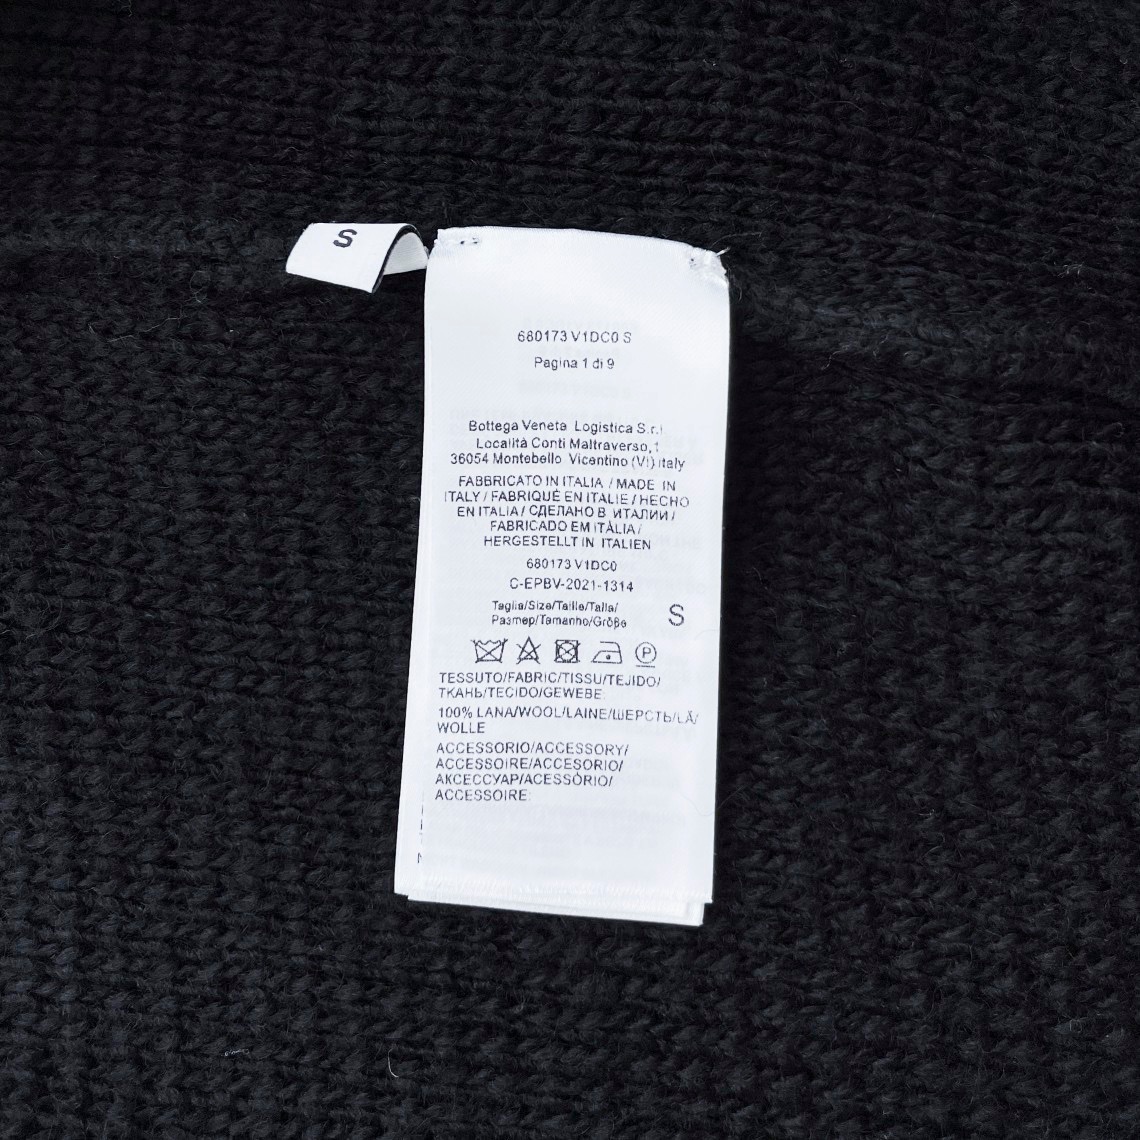 S
680173 V1DC0 S
Pagina 1 di 9
Bottega Veneta Logistica S.r.l
Località Conti Maltraverso,1
36054 Montebello Vicentino (VI) Italy
FABBRICATO IN ITALIA / MADE IN
ITALY / FABRIQUÉ EN ITALIE / HECHO
EN ITALIA / СДЕЛАНО В ИТАЛИИ /
FABRICADO EM ITÁLIA /
HERGESTELLT IN ITALIEN
680173 V1DC0
C-EPBV-2021-1314
Taglia/Size/Taille/Talla/
Размер/Tamanho/Größe
S
P
TESSUTO/FABRIC/TISSU/TEJIDO/
ТКАНЬ/TECIDO/GEWEBE:
100% LANA/WOOL/LAINE/ШЕРСТЬ/LÃ/
WOLLE
ACCESSORIO/ACCESSORY/
ACCESSOIRE/ACCESORIO/
АКСЕССУАР/ACESSÓRIO/
ACCESSOIRE: